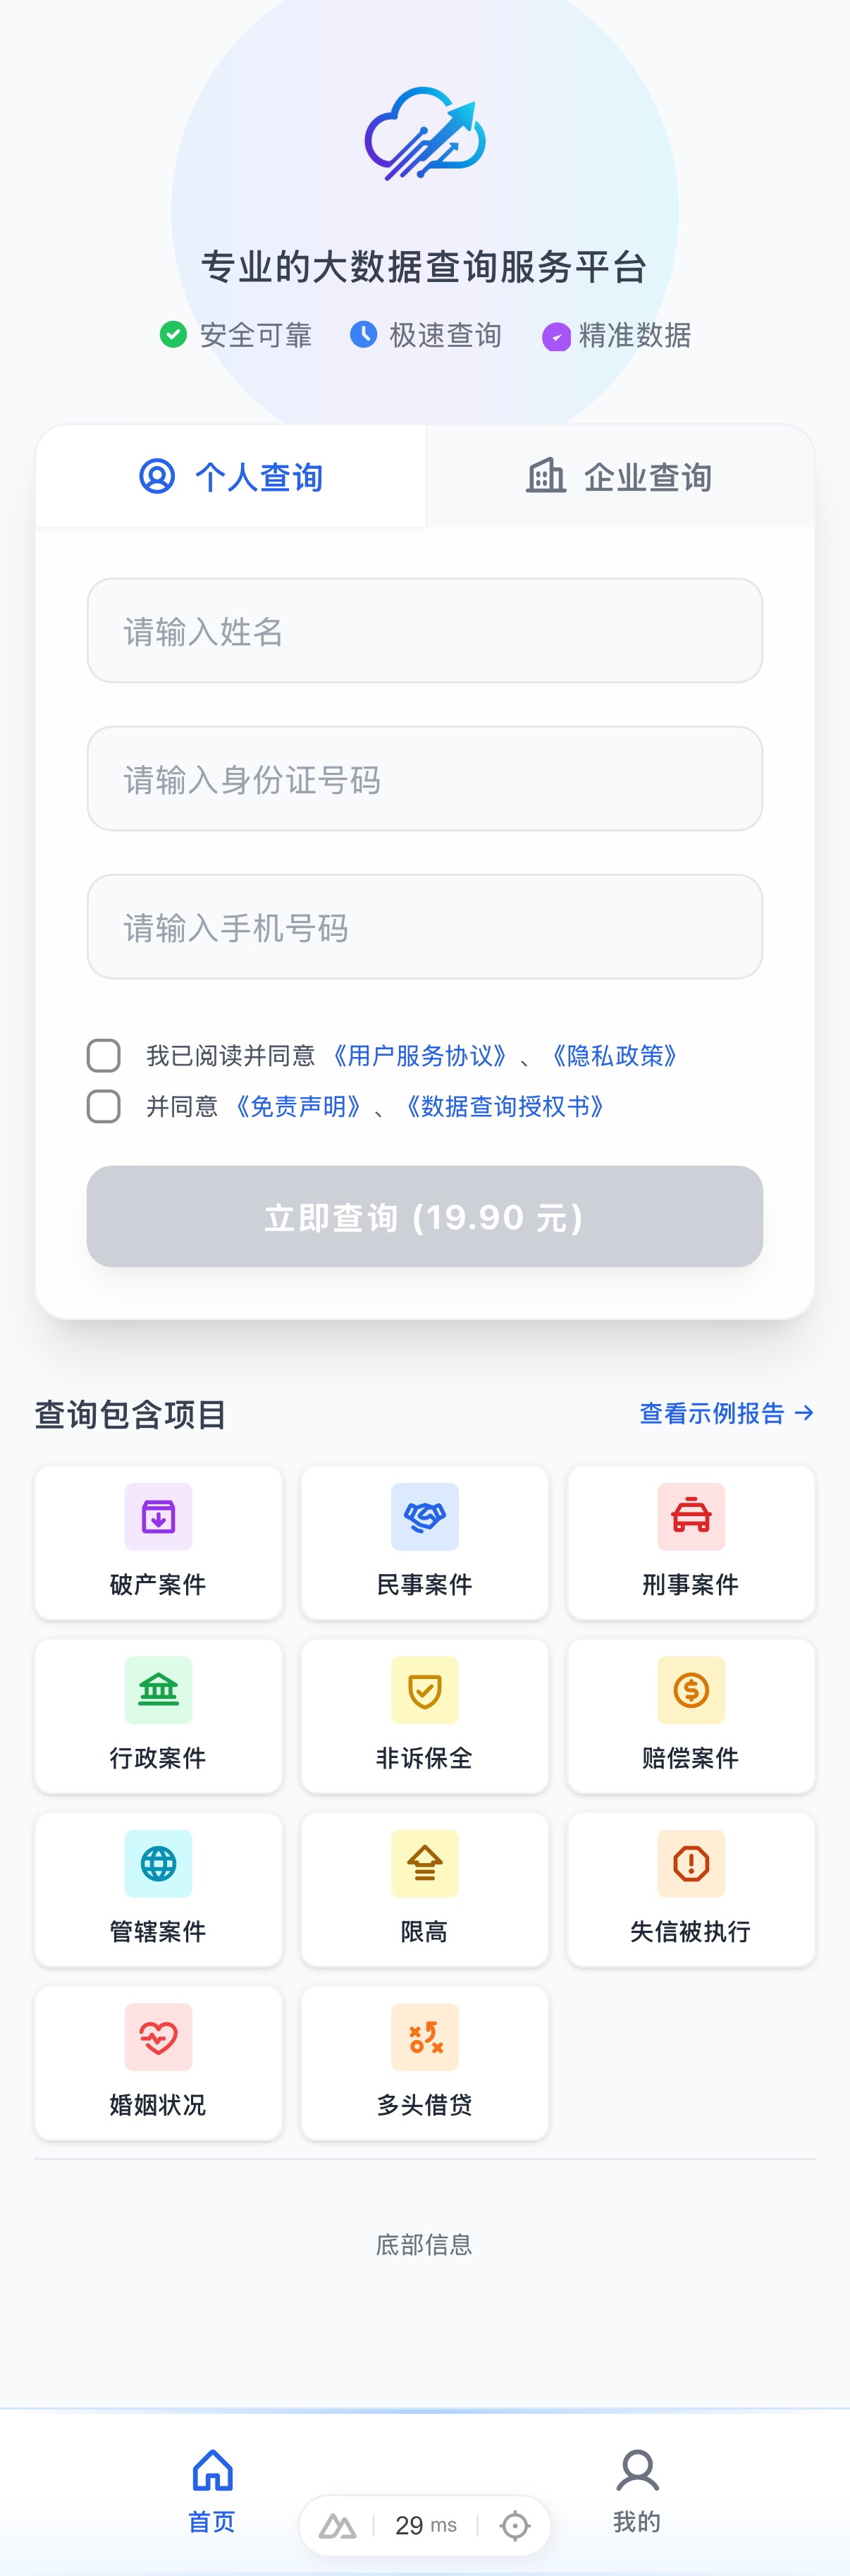 专业的大数据查询服务平台
安全可靠 极速查询 精准数据
个人查询 企业查询
请输入姓名
请输入身份证号码
请输入手机号码
我已阅读并同意 《用户服务协议》 、 《隐私政策》
并同意 《免责声明》 、 《数据查询授权书》
立即查询 (19.90 元)
查询包含项目 查看示例报告 →
破产案件 民事案件 刑事案件
行政案件 非诉保全 赔偿案件
管辖案件 限高 失信被执行
婚姻状况 多头借贷
底部信息
首页 29 ms 我的